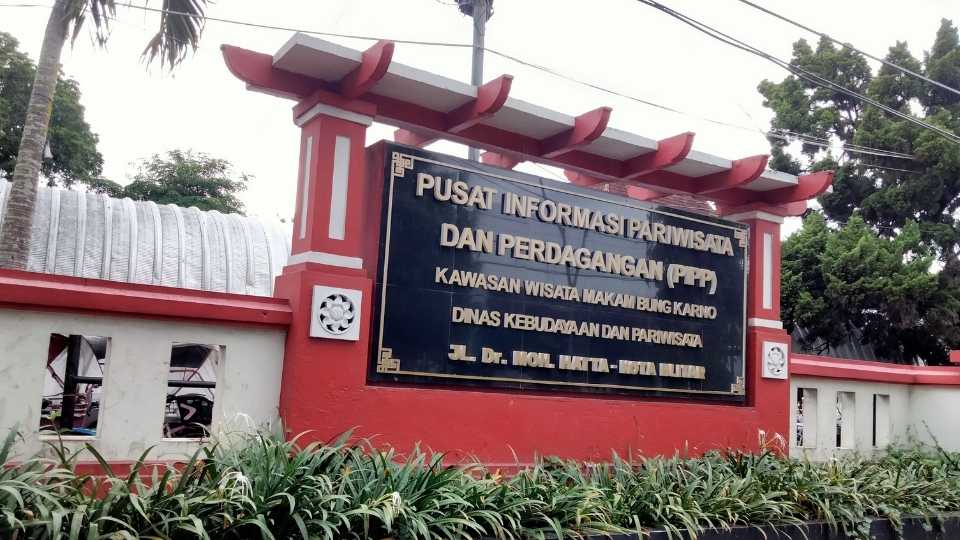 PUSAT INFORMASI PARIWISATA
DAN PERDAGANGAN (PIPP)
KAWASAN WISATA MAKAM BUNG KARNO
DINAS KEBUDAYAAN DAN PARIWISATA
JL. Dr. MOH. HATTA - KOTA BLITAR